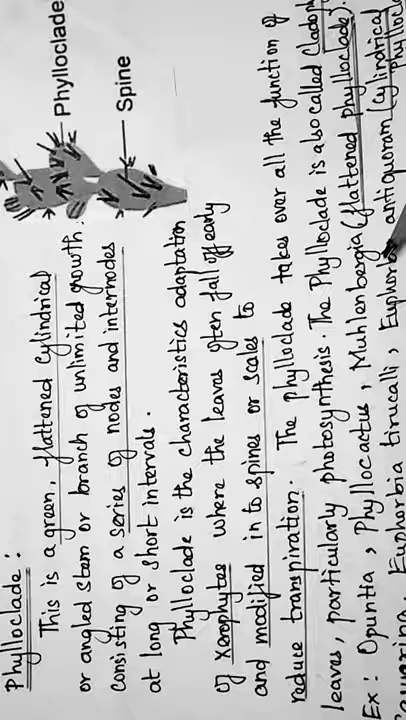 Phylloclade
Spine
Phylloclade :
This is a green, flattened cylindrical
or angled stem or branch of unlimited growth.
consisting of a series of nodes and internodes
at long or short intervals.
Phylloclade is the characteristics adaptation
of Xerophytes where the leaves often fall off early
and modified in to spines or scales to
reduce transpiration. The phylloclade takes over all the function of
leaves, particularly photosynthesis. The Phylloclade is also called
Ex : Opuntia, Phyllocactus, Muhlenbergia (flattened phylloclade).
Euphorbia tirucalli, antiquoram (cylindrical